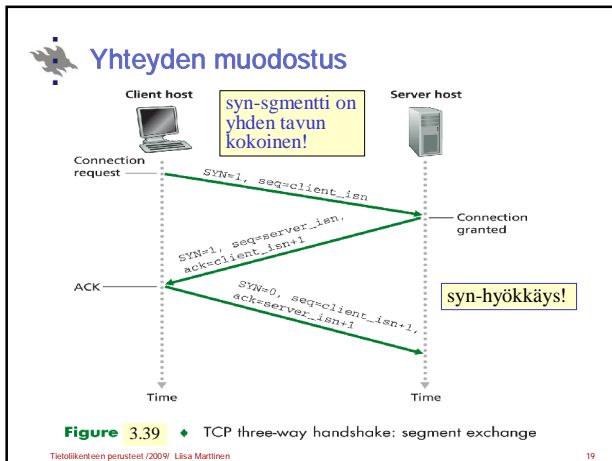 Yhteyden muodostus
Client host
syn-sgmentti on
yhden tavun
kokoinen!
Server host
Connection
request
SYN=1, seq=client_isn
Connection
granted
SYN=1, seq=server_isn,
ack=client_isn+1
ACK
SYN=0, seq=client_isn+1,
ack=server_isn+1
syn-hyökkäys!
Time
Time
Figure 3.39 ◆ TCP three-way handshake: segment exchange
Tietoliikenteen perusteet /2009/ Liisa Marttinen
19